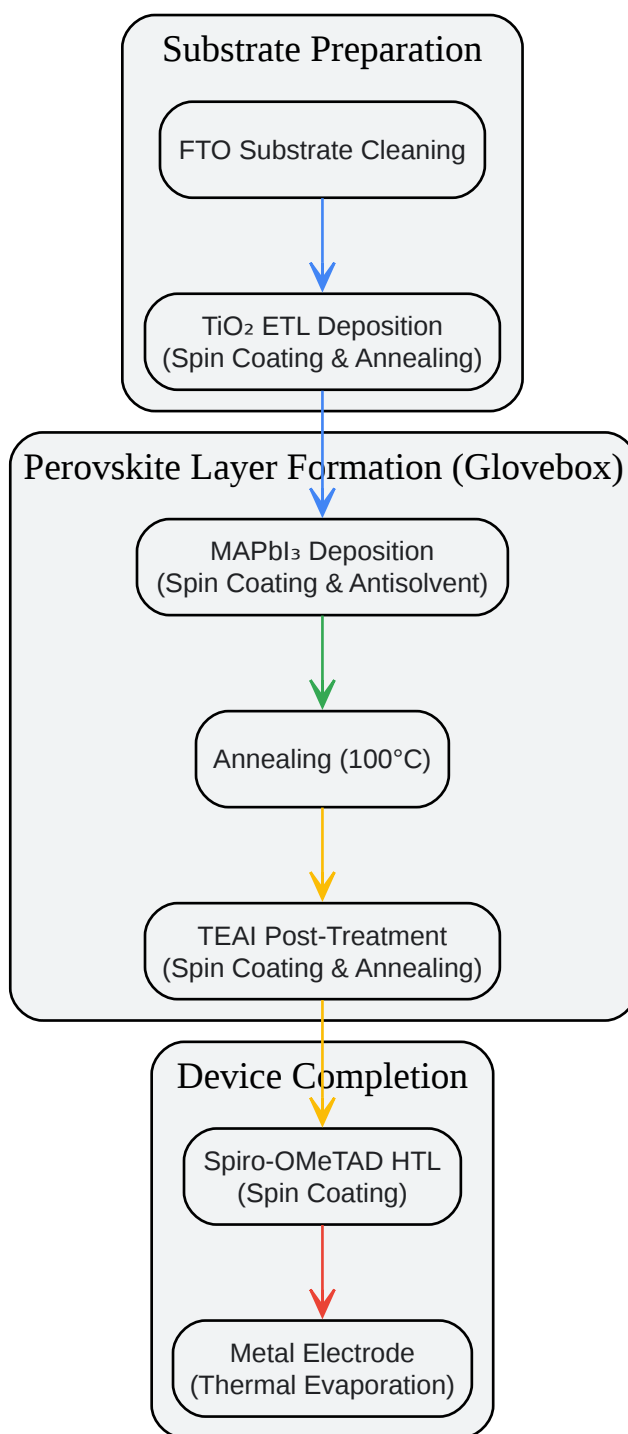 Substrate Preparation
FTO Substrate Cleaning
TiO₂ ETL Deposition
(Spin Coating & Annealing)
Perovskite Layer Formation (Glovebox)
MAPbI₃ Deposition
(Spin Coating & Antisolvent)
Annealing (100°C)
TEAI Post-Treatment
(Spin Coating & Annealing)
Device Completion
Spiro-OMeTAD HTL
(Spin Coating)
Metal Electrode
(Thermal Evaporation)